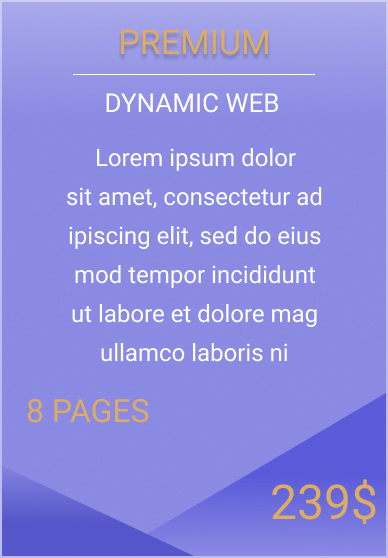 PREMIUM
DYNAMIC WEB
Lorem ipsum dolor
sit amet, consectetur ad
ipiscing elit, sed do eius
mod tempor incididunt
ut labore et dolore mag
ullamco laboris ni
8 PAGES
239$